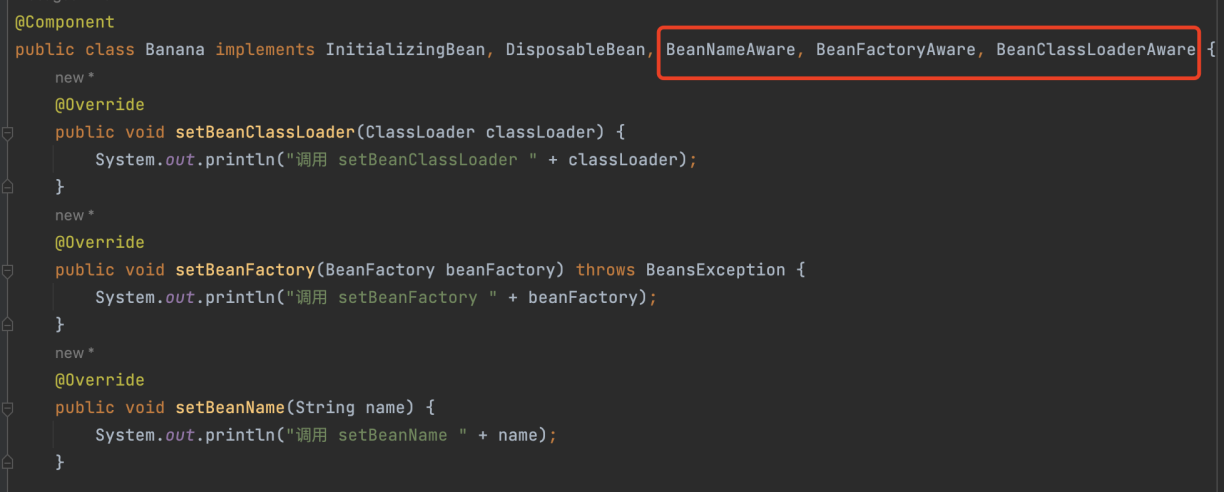 @Component
public class Banana implements InitializingBean, DisposableBean, BeanNameAware, BeanFactoryAware, BeanClassLoaderAware {
new *
@Override
public void setBeanClassLoader(ClassLoader classLoader) {
System.out.println("调用 setBeanClassLoader " + classLoader);
}
new *
@Override
public void setBeanFactory(BeanFactory beanFactory) throws BeansException {
System.out.println("调用 setBeanFactory " + beanFactory);
}
new *
@Override
public void setBeanName(String name) {
System.out.println("调用 setBeanName " + name);
}